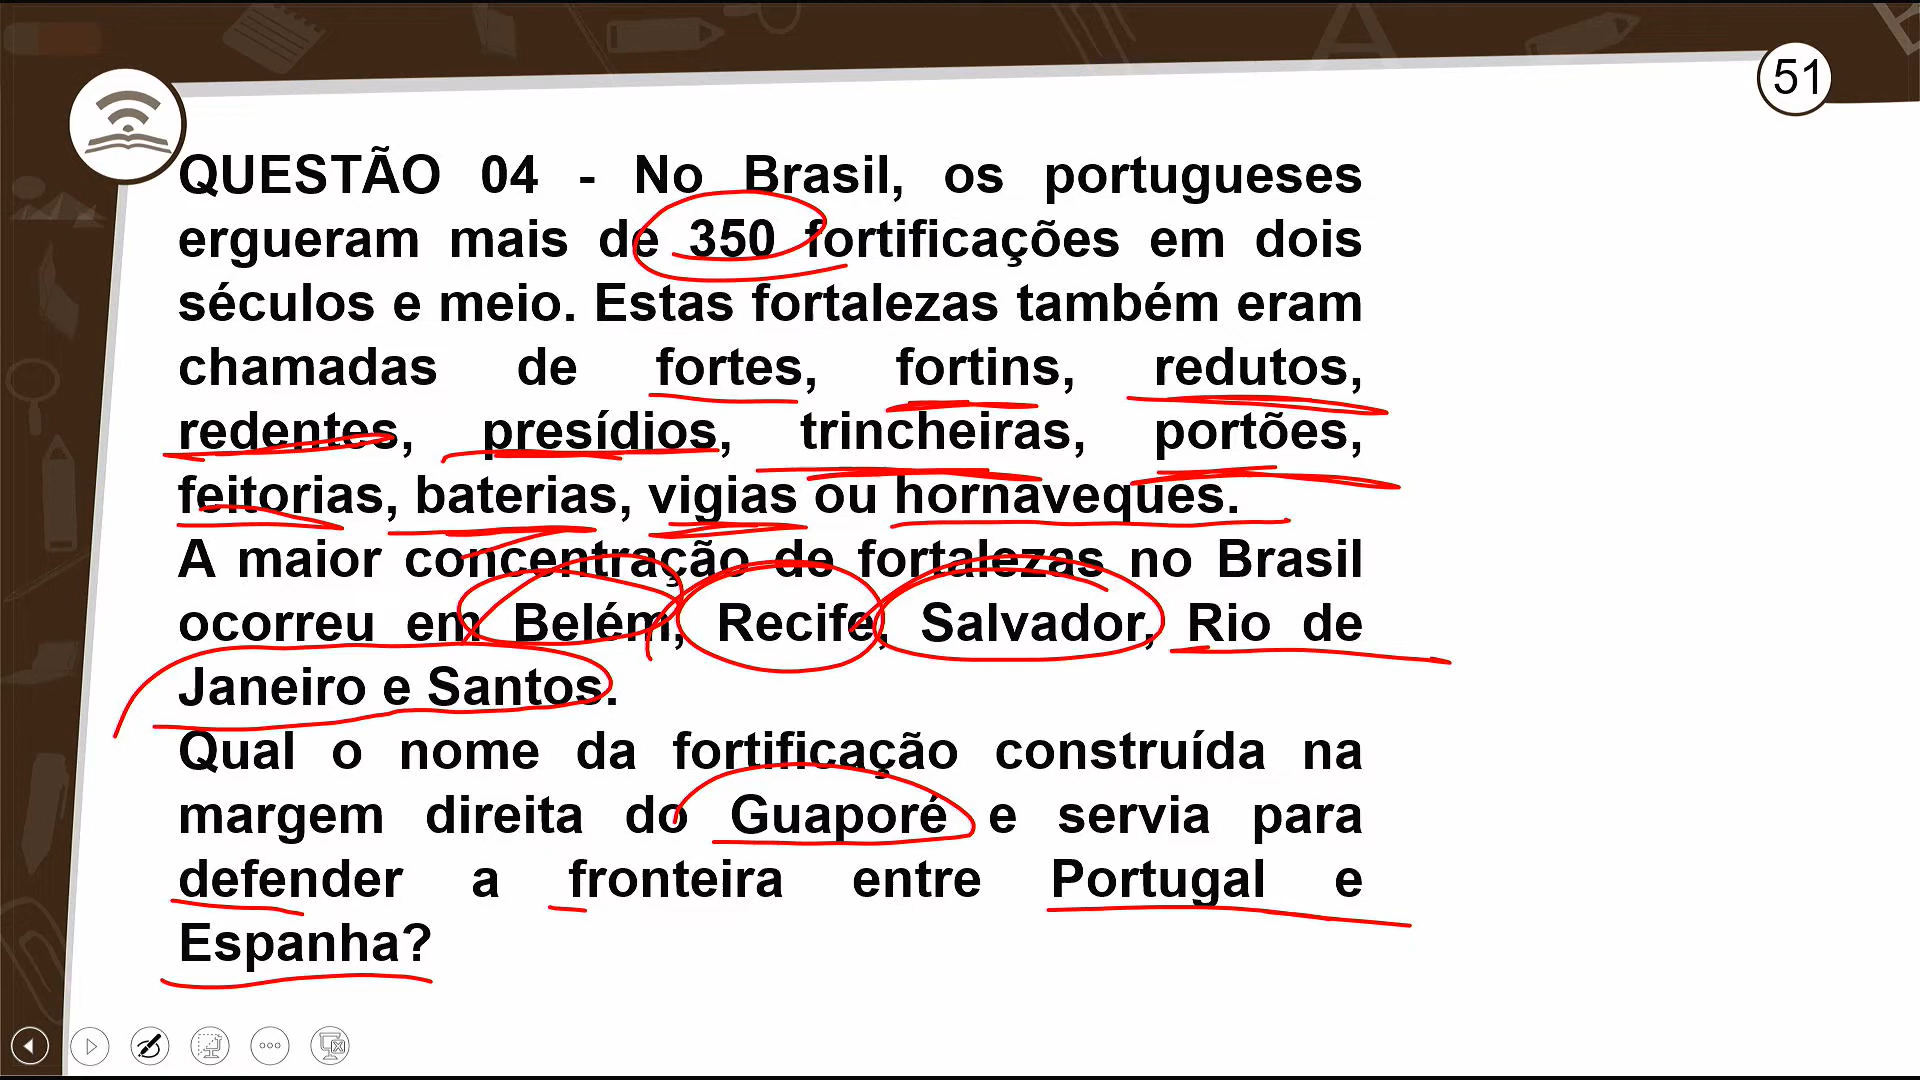 51
QUESTÃO 04 - No Brasil, os portugueses
ergueram mais de 350 fortificações em dois
séculos e meio. Estas fortalezas também eram
chamadas de fortes, fortins, redutos,
redentes, presídios, trincheiras, portões,
feitorias, baterias, vigias ou hornaveques.
A maior concentração de fortalezas no Brasil
ocorreu em Belém, Recife, Salvador, Rio de
Janeiro e Santos.
Qual o nome da fortificação construída na
margem direita do Guaporé e servia para
defender a fronteira entre Portugal e
Espanha?